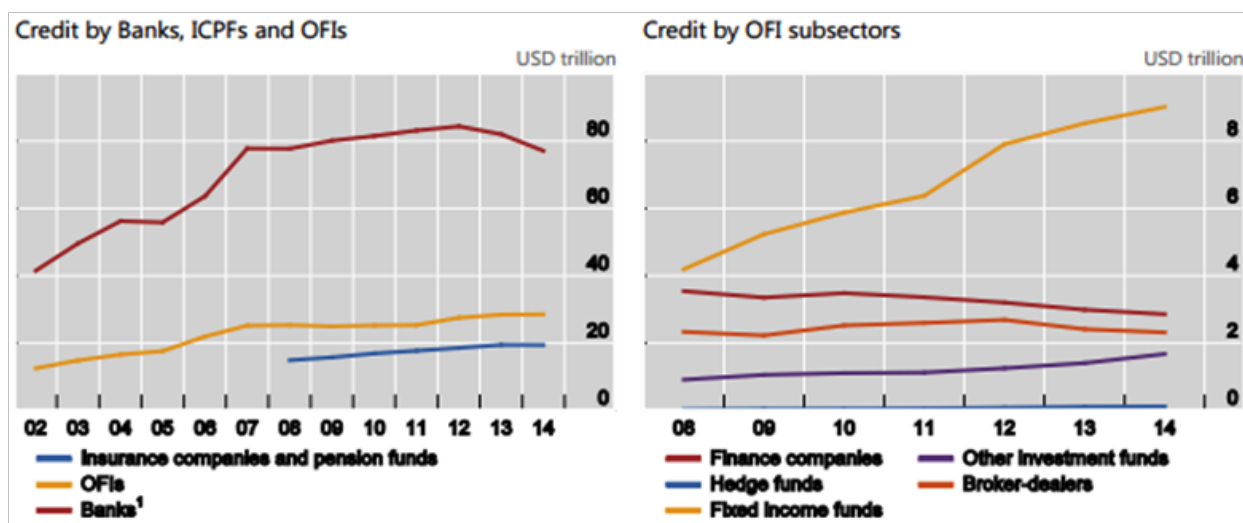 Credit by Banks, ICPFs and OFIs
USD trillion
80
60
40
20
0
02 03 04 05 06 07 08 09 10 11 12 13 14
Insurance companies and pension funds
OFIs
Banks¹
Credit by OFI subsectors
USD trillion
8
6
4
2
0
08 09 10 11 12 13 14
Finance companies
Hedge funds
Fixed income funds
Other investment funds
Broker-dealers